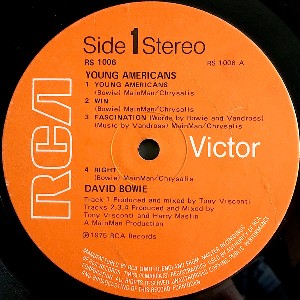 Side 1 Stereo
RS 1006
RS 1006 A
YOUNG AMERICANS
1 YOUNG AMERICANS
(Bowie) MainMan/Chrysalis
2 WIN
(Bowie) MainMan/Chrysalis
3 FASCINATION (Words by Bowie and Vandross)
(Music by Vandross) MainMan/Chrysalis
RCA
Victor
4 RIGHT
(Bowie) MainMan/Chrysalis
DAVID BOWIE
Track 1 Produced and mixed by Tony Visconti
Tracks 2,3,4 Produced and Mixed by
Tony Visconti and Harry Maslin
A MainMan Production
℗ 1975 RCA Records